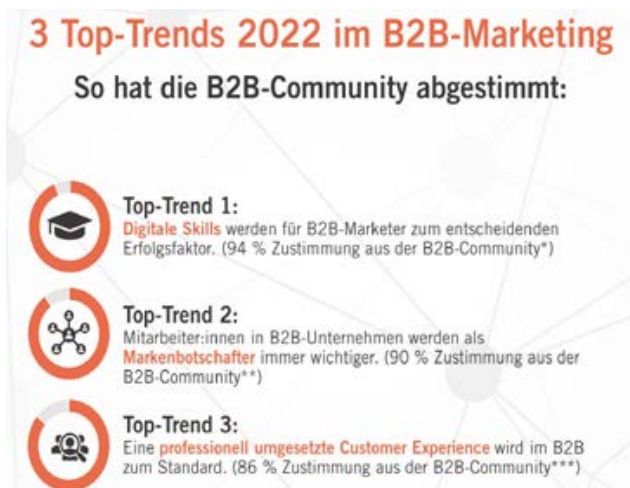 3 Top-Trends 2022 im B2B-Marketing
So hat die B2B-Community abgestimmt:
Top-Trend 1:
Digitale Skills werden für B2B-Marketer zum entscheidenden
Erfolgsfaktor. (94 % Zustimmung aus der B2B-Community*)
Top-Trend 2:
Mitarbeiter:innen in B2B-Unternehmen werden als
Markenbotschafter immer wichtiger. (90 % Zustimmung aus der
B2B-Community**)
Top-Trend 3:
Eine professionell umgesetzte Customer Experience wird im B2B
zum Standard. (86 % Zustimmung aus der B2B-Community***)